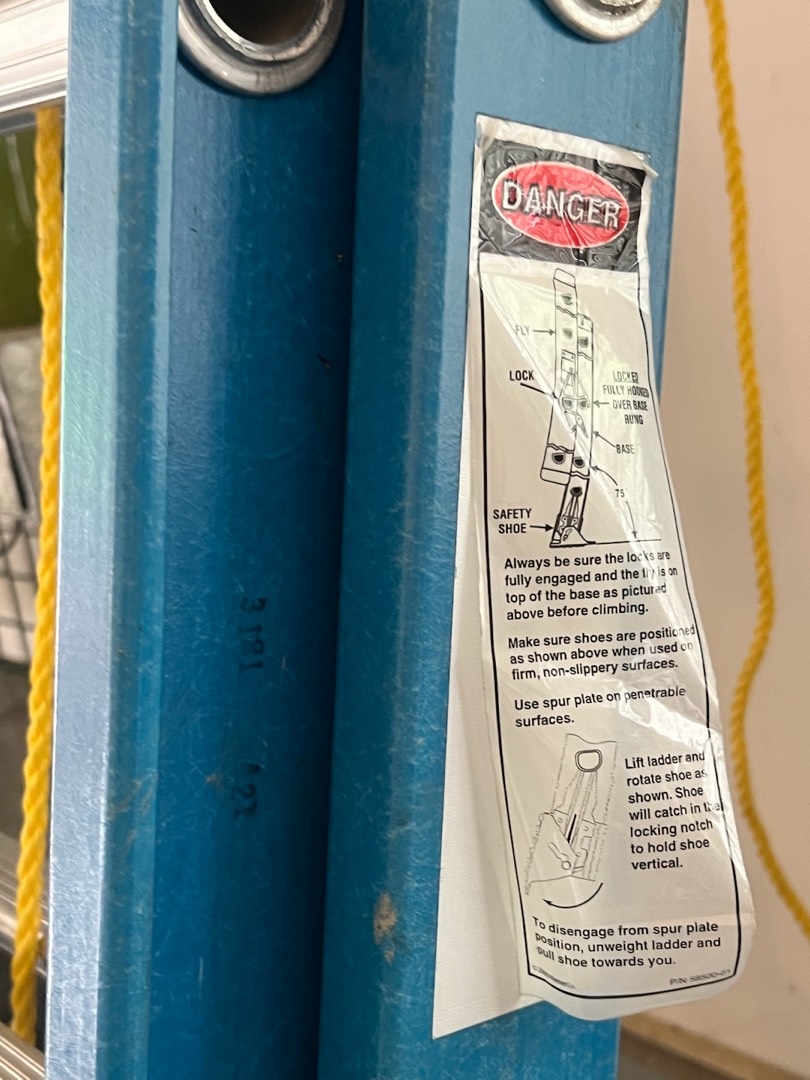 DANGER
FLY
LOCK
LOCKED
FULLY HOOKED
OVER BASE
RUNG
BASE
75
SAFETY
SHOE
Always be sure the locks are
fully engaged and the fly is on
top of the base as pictured
above before climbing.
Make sure shoes are positioned
as shown above when used on
firm, non-slippery surfaces.
Use spur plate on penetrable
surfaces.
Lift ladder and
rotate shoe as
shown. Shoe
will catch in the
locking notch
to hold shoe
vertical.
To disengage from spur plate
position, unweight ladder and
pull shoe towards you.
P/N
3181